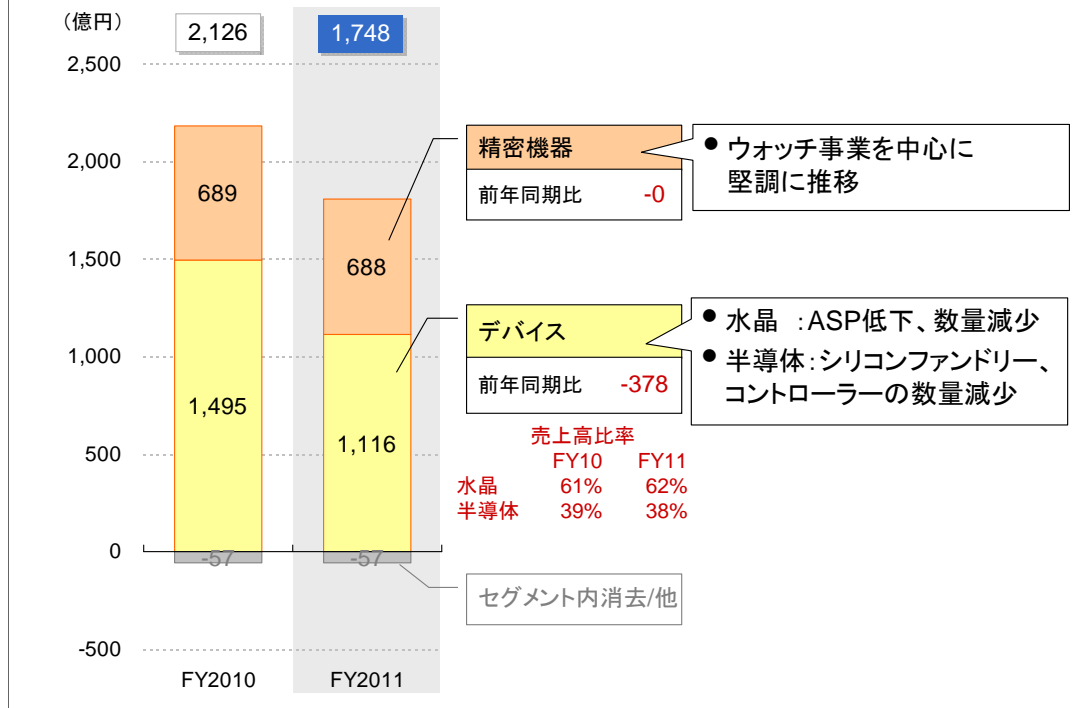 （億円）
2,126
1,748
2,500
2,000
1,500
1,000
500
0
-500
689
1,495
-57
688
1,116
-57
FY2010
FY2011
精密機器
前年同期比 -0
● ウォッチ事業を中心に
堅調に推移
デバイス
前年同期比 -378
● 水晶 ：ASP低下、数量減少
● 半導体：シリコンファンドリー、
コントローラーの数量減少
売上高比率
FY10 FY11
水晶 61% 62%
半導体 39% 38%
セグメント内消去/他